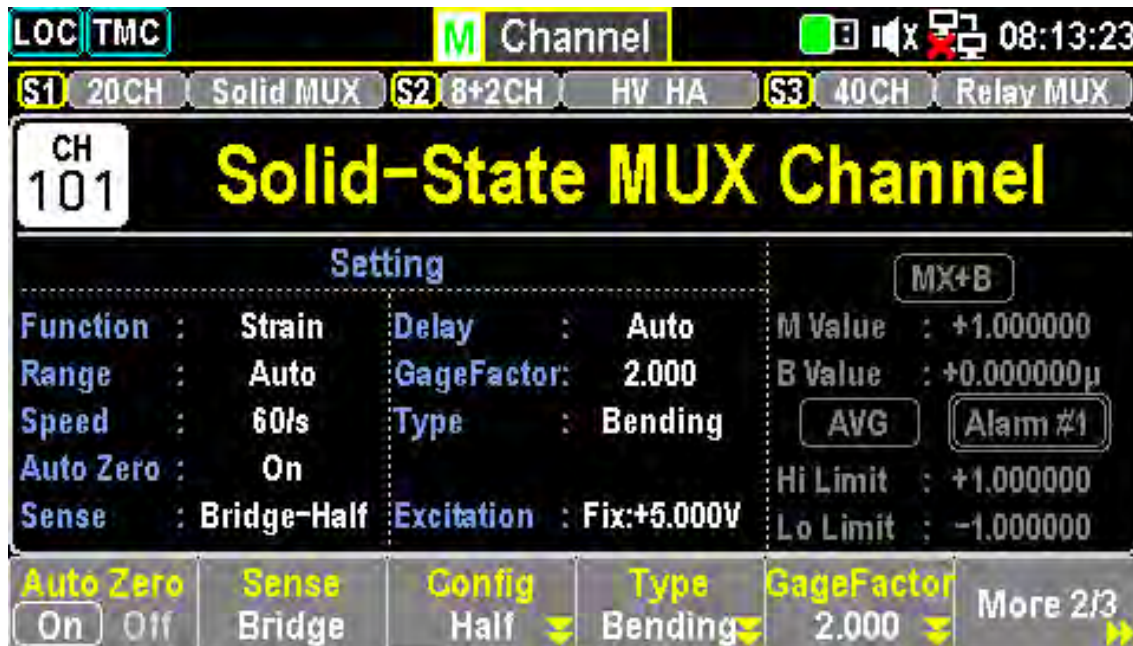 LOC TMC M Channel 08:13:23
S1 20CH Solid MUX S2 8+2CH HV HA S3 40CH Relay MUX
CH
101
Solid-State MUX Channel
Setting
MX+B
Function : Strain Delay : Auto M Value : +1.000000
Range : Auto GageFactor: 2.000 B Value : +0.000000µ
Speed : 60/s Type : Bending AVG Alarm #1
Auto Zero : On Hi Limit : +1.000000
Sense : Bridge-Half Excitation : Fix:+5.000V Lo Limit : -1.000000
Auto Zero Sense Config Type GageFactor More 2/3
On Off Bridge Half Bending 2.000